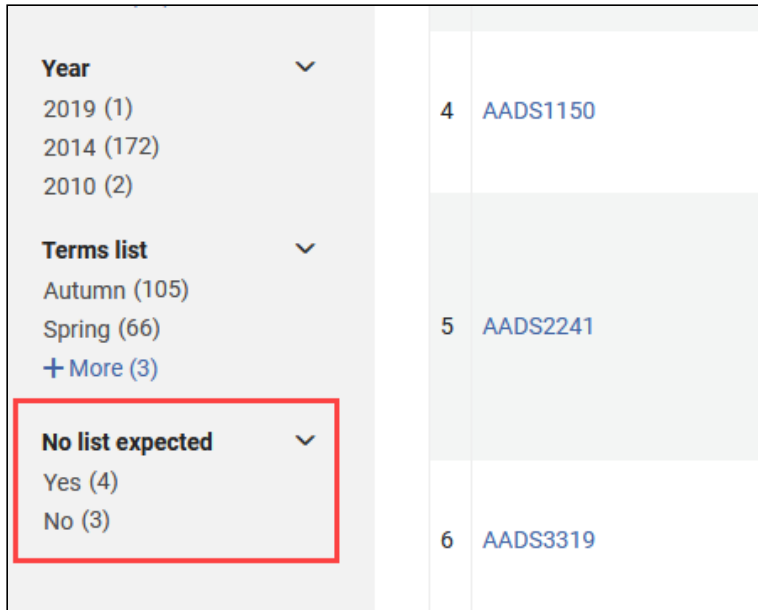 Year
2019 (1)
2014 (172)
2010 (2)
Terms list
Autumn (105)
Spring (66)
+ More (3)
No list expected
Yes (4)
No (3)
4 AADS1150
5 AADS2241
6 AADS3319